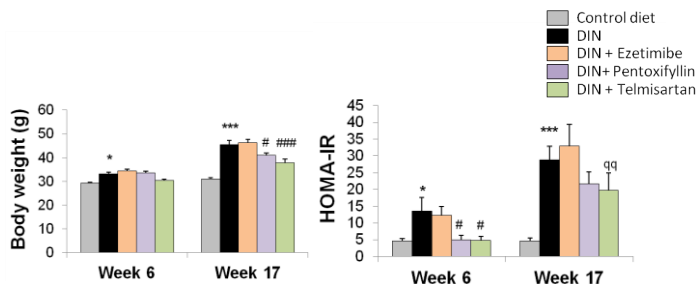 Control diet
DIN
DIN + Ezetimibe
DIN+ Pentoxifyllin
DIN + Telmisartan
Body weight (g)
60
50
40
30
20
10
0
*
***
#
###
Week 6
Week 17
HOMA-IR
45
40
35
30
25
20
15
10
5
0
*
#
#
***
qq
Week 6
Week 17